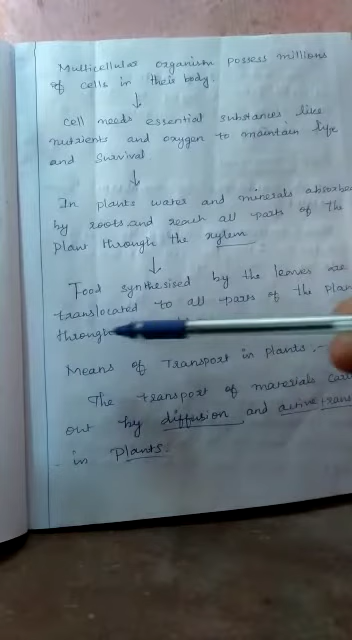 Multicellular organism possess millions
of cells in their body.
cell needs essential substances like
nutrients and oxygen to maintain life
and survival.
In plants water and minerals absorbed
by roots and reach all parts of the
plant through the xylem
Food synthesised by the leaves are
translocated to all parts of the plan
through
Means of Transport in plants :-
The transport of materials
out by diffusion and active trans
in plants.